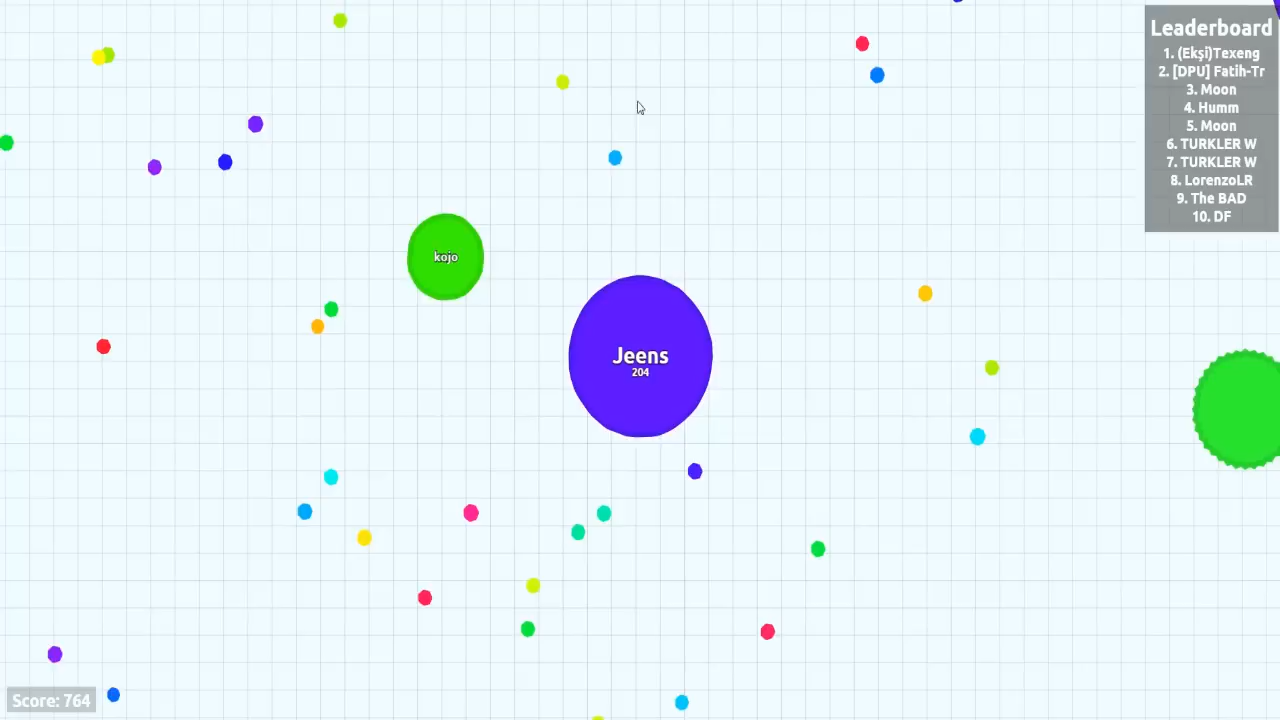 Leaderboard
1. (Ekşi)Texeng
2. [DPU] Fatih-Tr
3. Moon
4. Humm
5. Moon
6. TURKLER W
7. TURKLER W
8. LorenzoLR
9. The BAD
10. DF
kojo
Jeens
204
Score: 764